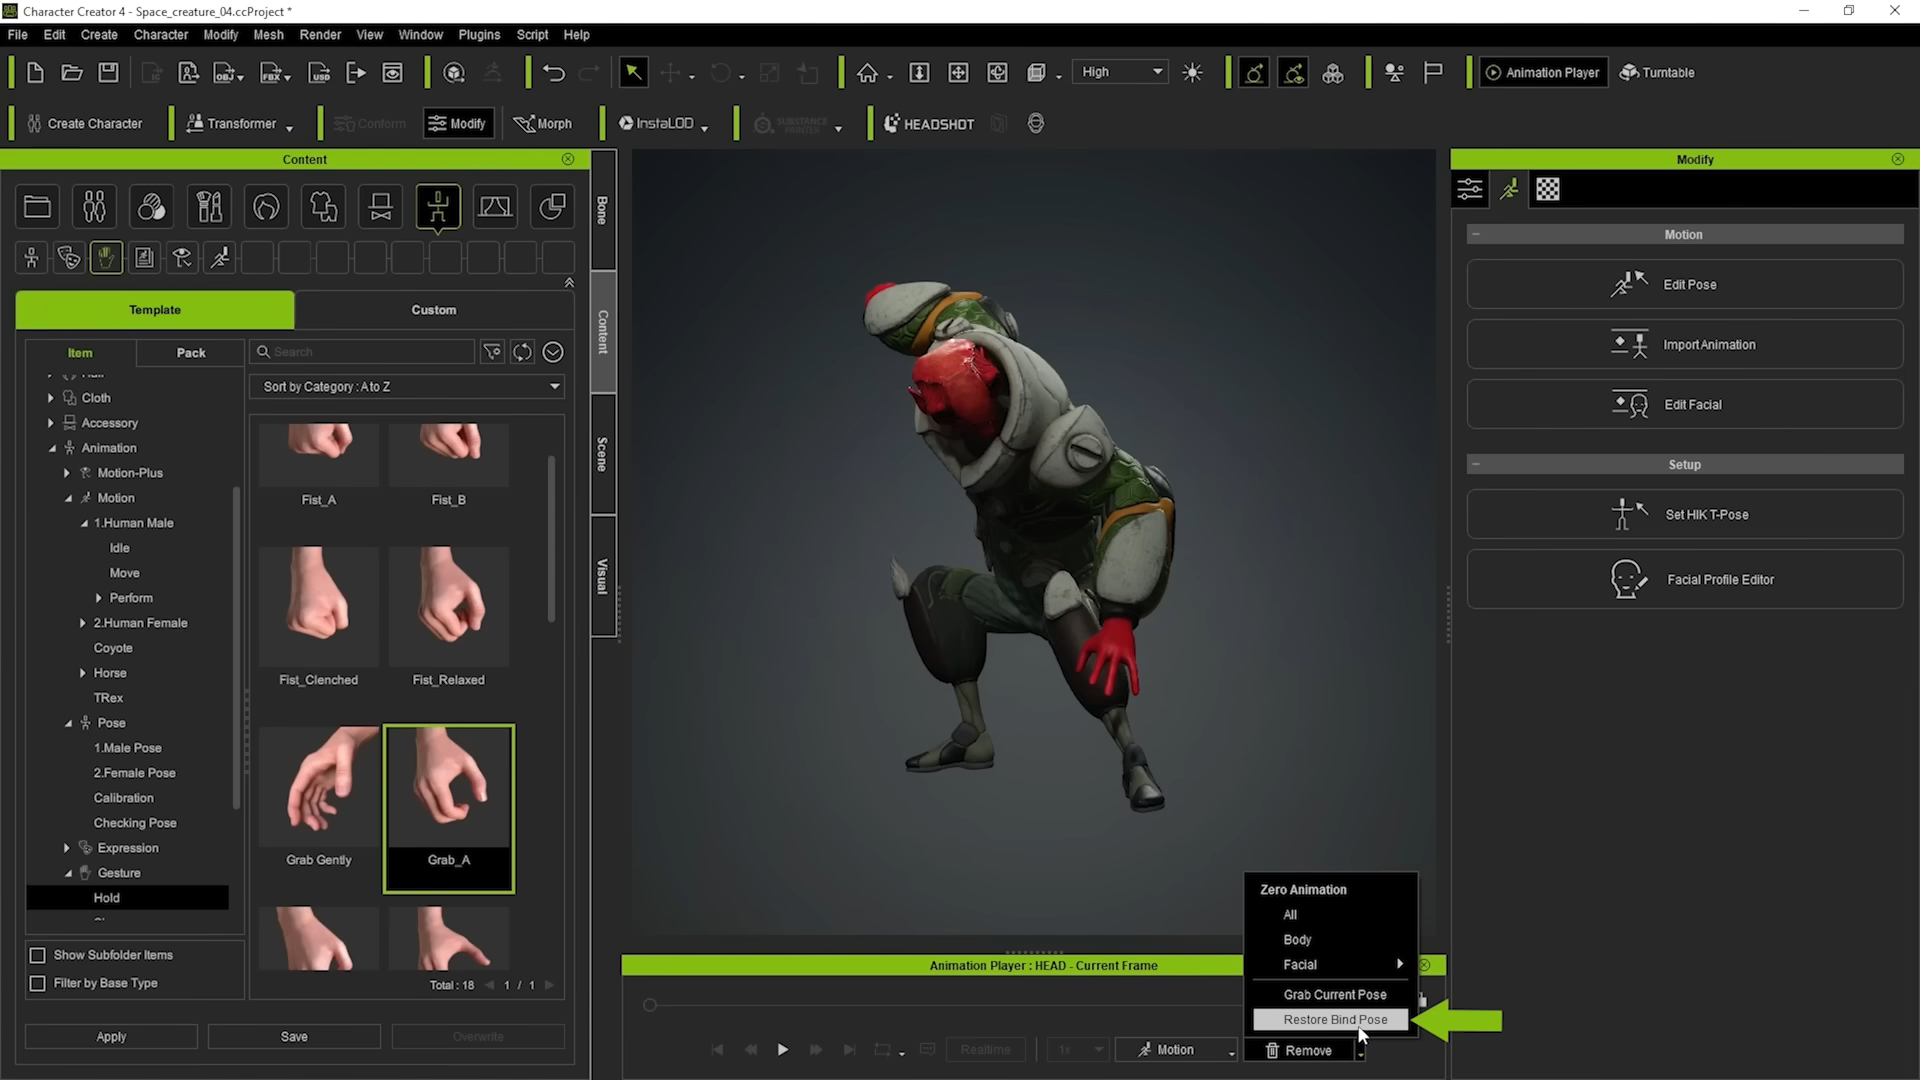 Character Creator 4 - Space_creature_04.ccProject *
File Edit Create Character Modify Mesh Render View Window Plugins Script Help
OBJ FBX USD High Animation Player Turntable
Create Character Transformer Conform Modify Morph InstaLOD SUBSTANCE PAINTER HEADSHOT
Content
Template Custom
Item Pack Search
Sort by Category : A to Z
Cloth
Accessory
Animation
Motion-Plus
Motion
1.Human Male
Idle
Move
Perform
2.Human Female
Coyote
Horse
TRex
Pose
1.Male Pose
2.Female Pose
Calibration
Checking Pose
Expression
Gesture
Hold
Show Subfolder Items
Filter by Base Type
Fist_A Fist_B
Fist_Clenched Fist_Relaxed
Grab Gently Grab_A
Total : 18 1 / 1
Apply Save Overwrite
Bone
Content
Scene
Visual
Zero Animation
All
Body
Facial
Grab Current Pose
Restore Bind Pose
Animation Player : HEAD - Current Frame
Realtime 1x Motion Remove
Modify
Motion
Edit Pose
Import Animation
Edit Facial
Setup
Set HIK T-Pose
Facial Profile Editor